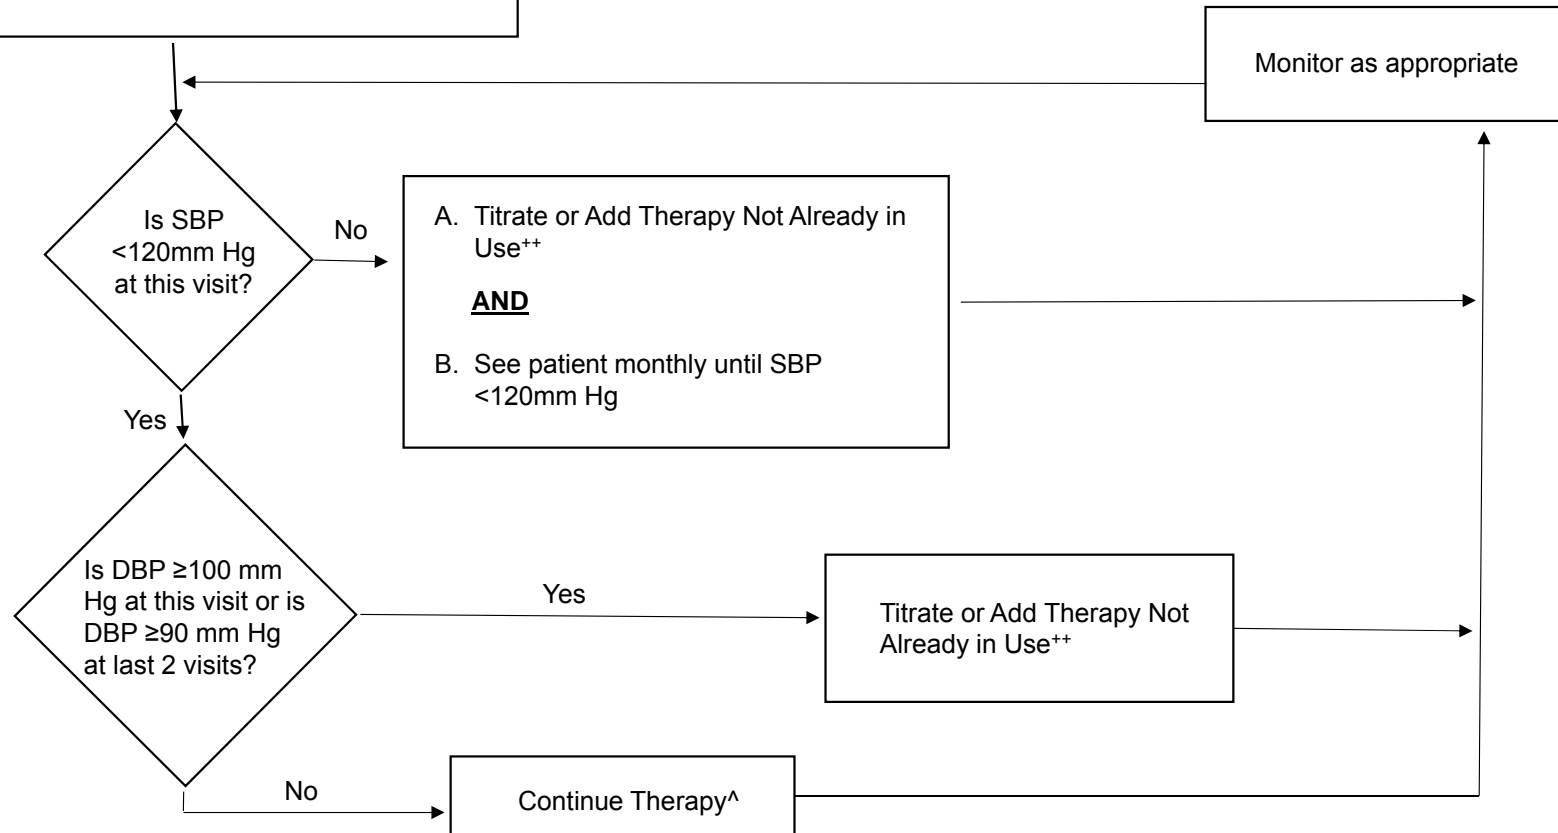 Monitor as appropriate
Is SBP
<120mm Hg
at this visit?
No
A. Titrate or Add Therapy Not Already in
Use⁺⁺
AND
B. See patient monthly until SBP
<120mm Hg
Yes
Is DBP ≥100 mm
Hg at this visit or is
DBP ≥90 mm Hg
at last 2 visits?
Yes
Titrate or Add Therapy Not
Already in Use⁺⁺
No
Continue Therapy^